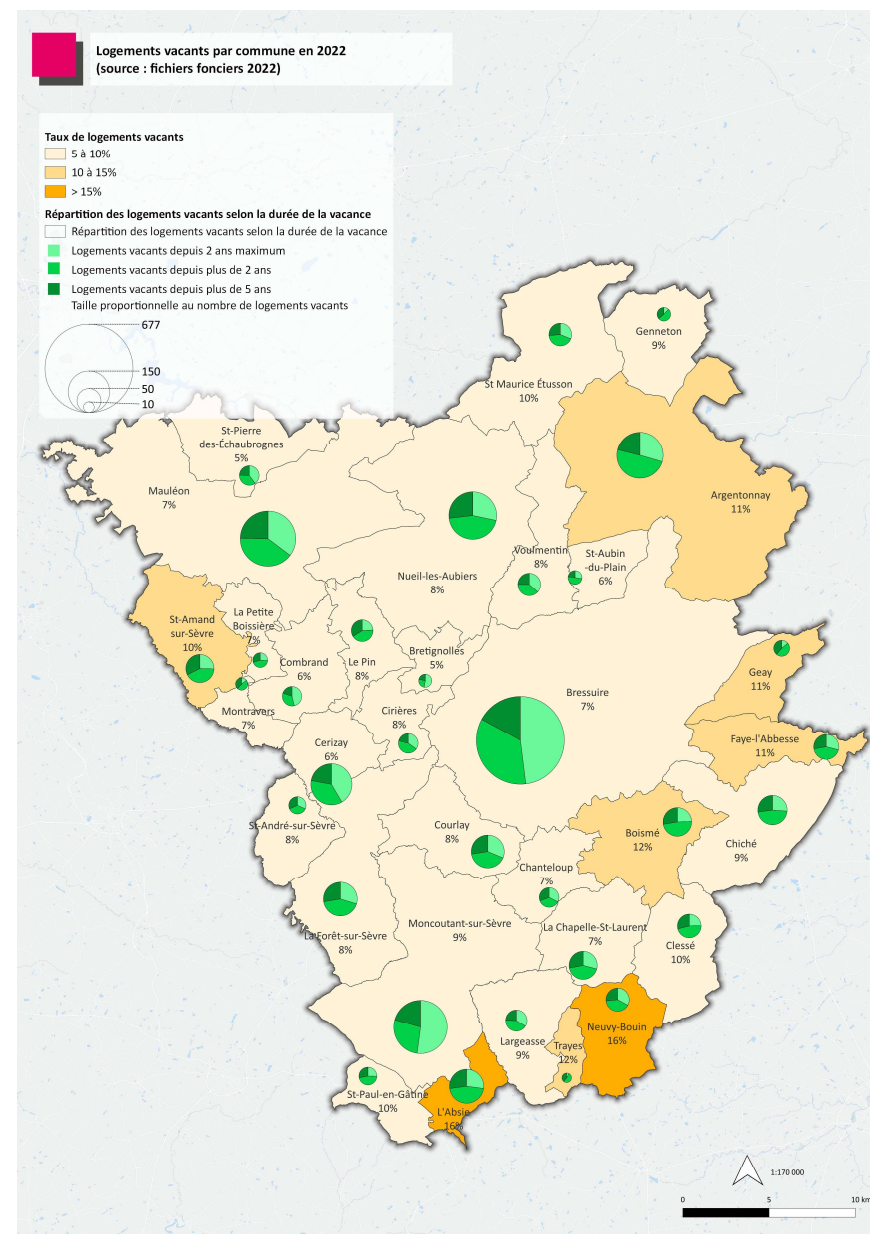 Logements vacants par commune en 2022
(source : fichiers fonciers 2022)
Taux de logements vacants
5 à 10%
10 à 15%
> 15%
Répartition des logements vacants selon la durée de la vacance
Répartition des logements vacants selon la durée de la vacance
Logements vacants depuis 2 ans maximum
Logements vacants depuis plus de 2 ans
Logements vacants depuis plus de 5 ans
Taille proportionnelle au nombre de logements vacants
677
150
50
10
Genneton
9%
St Maurice Étusson
10%
St-Pierre
des-Échaubrognes
5%
Mauléon
7%
Argentonnay
11%
Nueil-les-Aubiers
8%
Voulmentin
8%
St-Aubin
-du-Plain
6%
St-Amand
sur-Sèvre
10%
La Petite
Boissière
7%
Combrand
6%
Le Pin
8%
Bretignolles
5%
Geay
11%
Bressuire
7%
Montravers
7%
Cirières
8%
Faye-l'Abbesse
11%
Cerizay
6%
St-André-sur-Sèvre
8%
Courlay
8%
Boismé
12%
Chiché
9%
Chanteloup
7%
La Forêt-sur-Sèvre
8%
Moncoutant-sur-Sèvre
9%
La Chapelle-St-Laurent
7%
Clessé
10%
Neuvy-Bouin
16%
Largeasse
9%
Trayes
12%
St-Paul-en-Gâtine
10%
L'Absie
16%
1:170 000
0
5
10 km